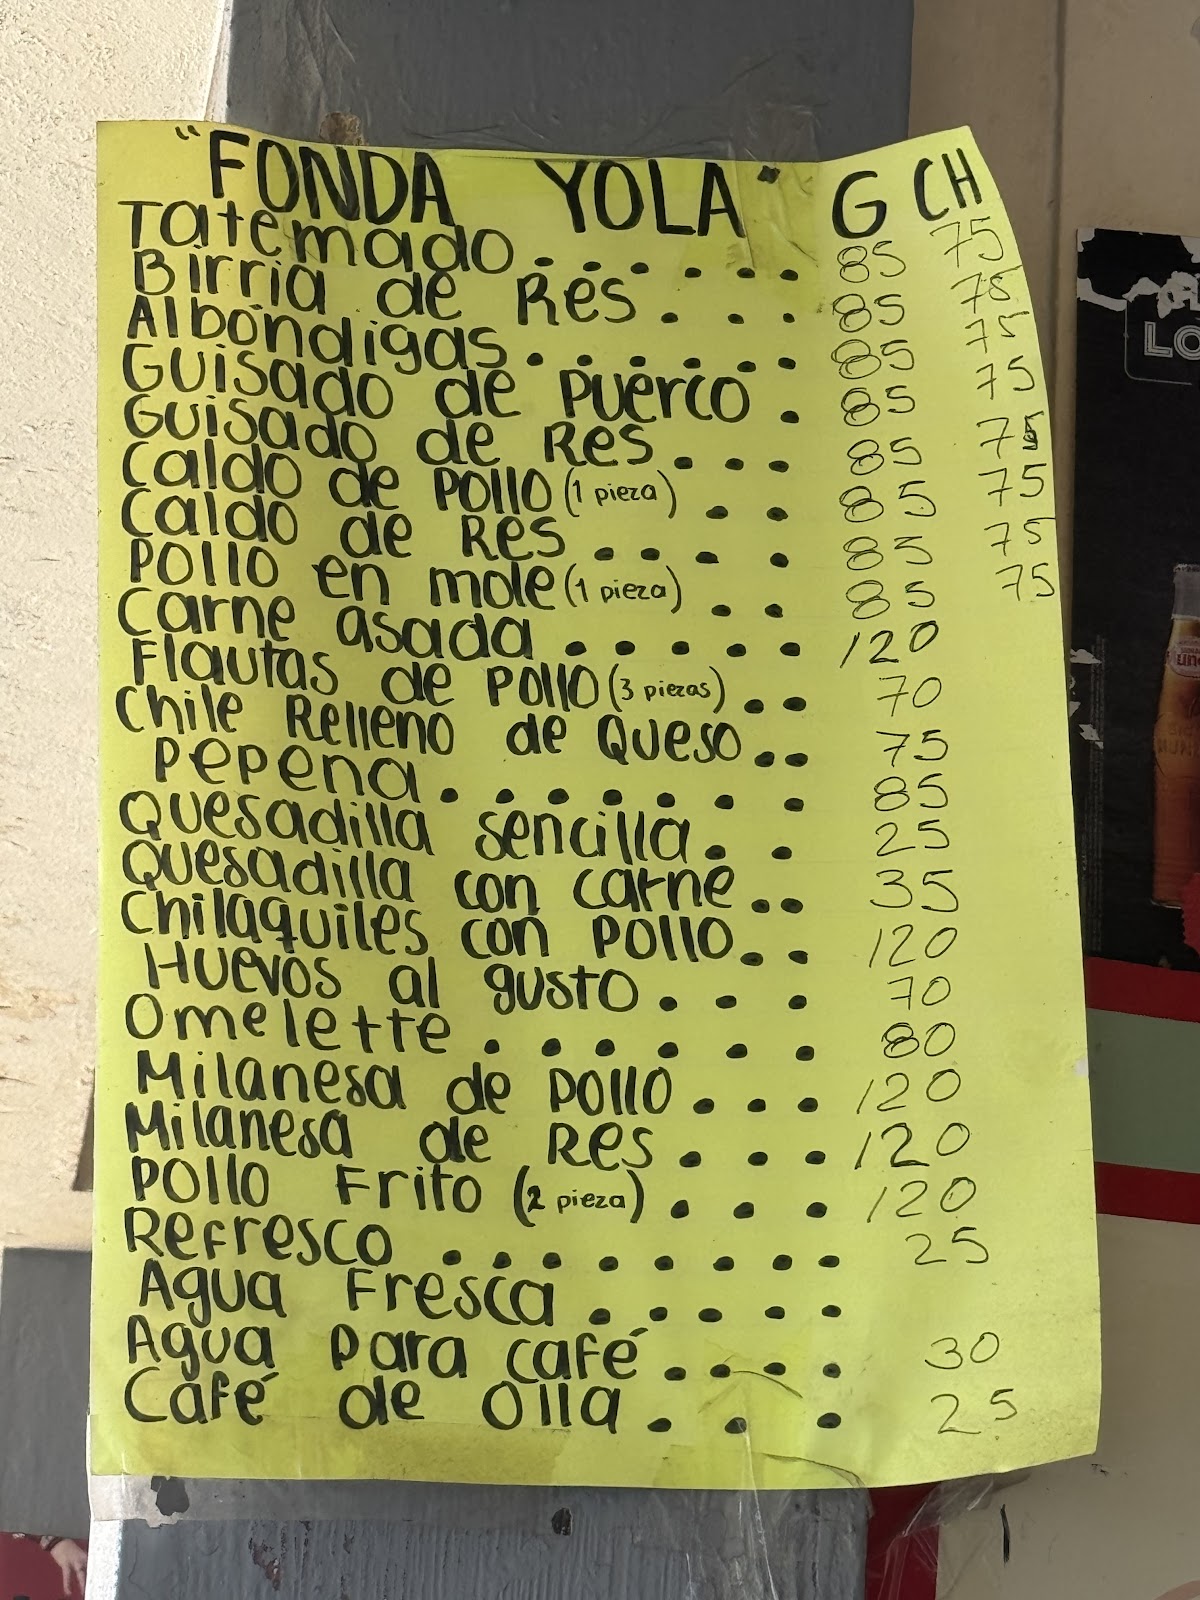 "FONDA YOLA" G CH
Tatemado....... 85 75
Birria de Res... 85 75
Albóndigas...... 85 75
Guisado de Puerco. 85 75
Guisado de Res... 85 75
Caldo de Pollo (1 pieza).. 85 75
Caldo de Res.... 85 75
Pollo en mole (1 pieza).. 85 75
Carne asada..... 120
Flautas de Pollo (3 piezas).. 70
Chile Relleno de Queso.. 75
Pepena....... 85
Quesadilla sencilla.. 25
Quesadilla con carne.. 35
Chilaquiles con Pollo.. 120
Huevos al gusto... 70
Omelette...... 80
Milanesa de Pollo... 120
Milanesa de Res... 120
Pollo Frito (2 pieza)... 120
Refresco........ 25
Agua Fresca.....
Agua para café.... 30
Café de Olla... 25
LO